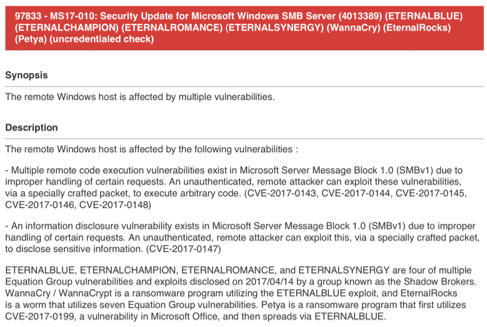 97833 - MS17-010: Security Update for Microsoft Windows SMB Server (4013389) (ETERNALBLUE)
(ETERNALCHAMPION) (ETERNALROMANCE) (ETERNALSYNERGY) (WannaCry) (EternalRocks)
(Petya) (uncredentialed check)
Synopsis
The remote Windows host is affected by multiple vulnerabilities.
Description
The remote Windows host is affected by the following vulnerabilities :
- Multiple remote code execution vulnerabilities exist in Microsoft Server Message Block 1.0 (SMBv1) due to
improper handling of certain requests. An unauthenticated, remote attacker can exploit these vulnerabilities,
via a specially crafted packet, to execute arbitrary code. (CVE-2017-0143, CVE-2017-0144, CVE-2017-0145,
CVE-2017-0146, CVE-2017-0148)
- An information disclosure vulnerability exists in Microsoft Server Message Block 1.0 (SMBv1) due to improper
handling of certain requests. An unauthenticated, remote attacker can exploit this, via a specially crafted packet,
to disclose sensitive information. (CVE-2017-0147)
ETERNALBLUE, ETERNALCHAMPION, ETERNALROMANCE, and ETERNALSYNERGY are four of multiple
Equation Group vulnerabilities and exploits disclosed on 2017/04/14 by a group known as the Shadow Brokers.
WannaCry / WannaCrypt is a ransomware program utilizing the ETERNALBLUE exploit, and EternalRocks
is a worm that utilizes seven Equation Group vulnerabilities. Petya is a ransomware program that first utilizes
CVE-2017-0199, a vulnerability in Microsoft Office, and then spreads via ETERNALBLUE.